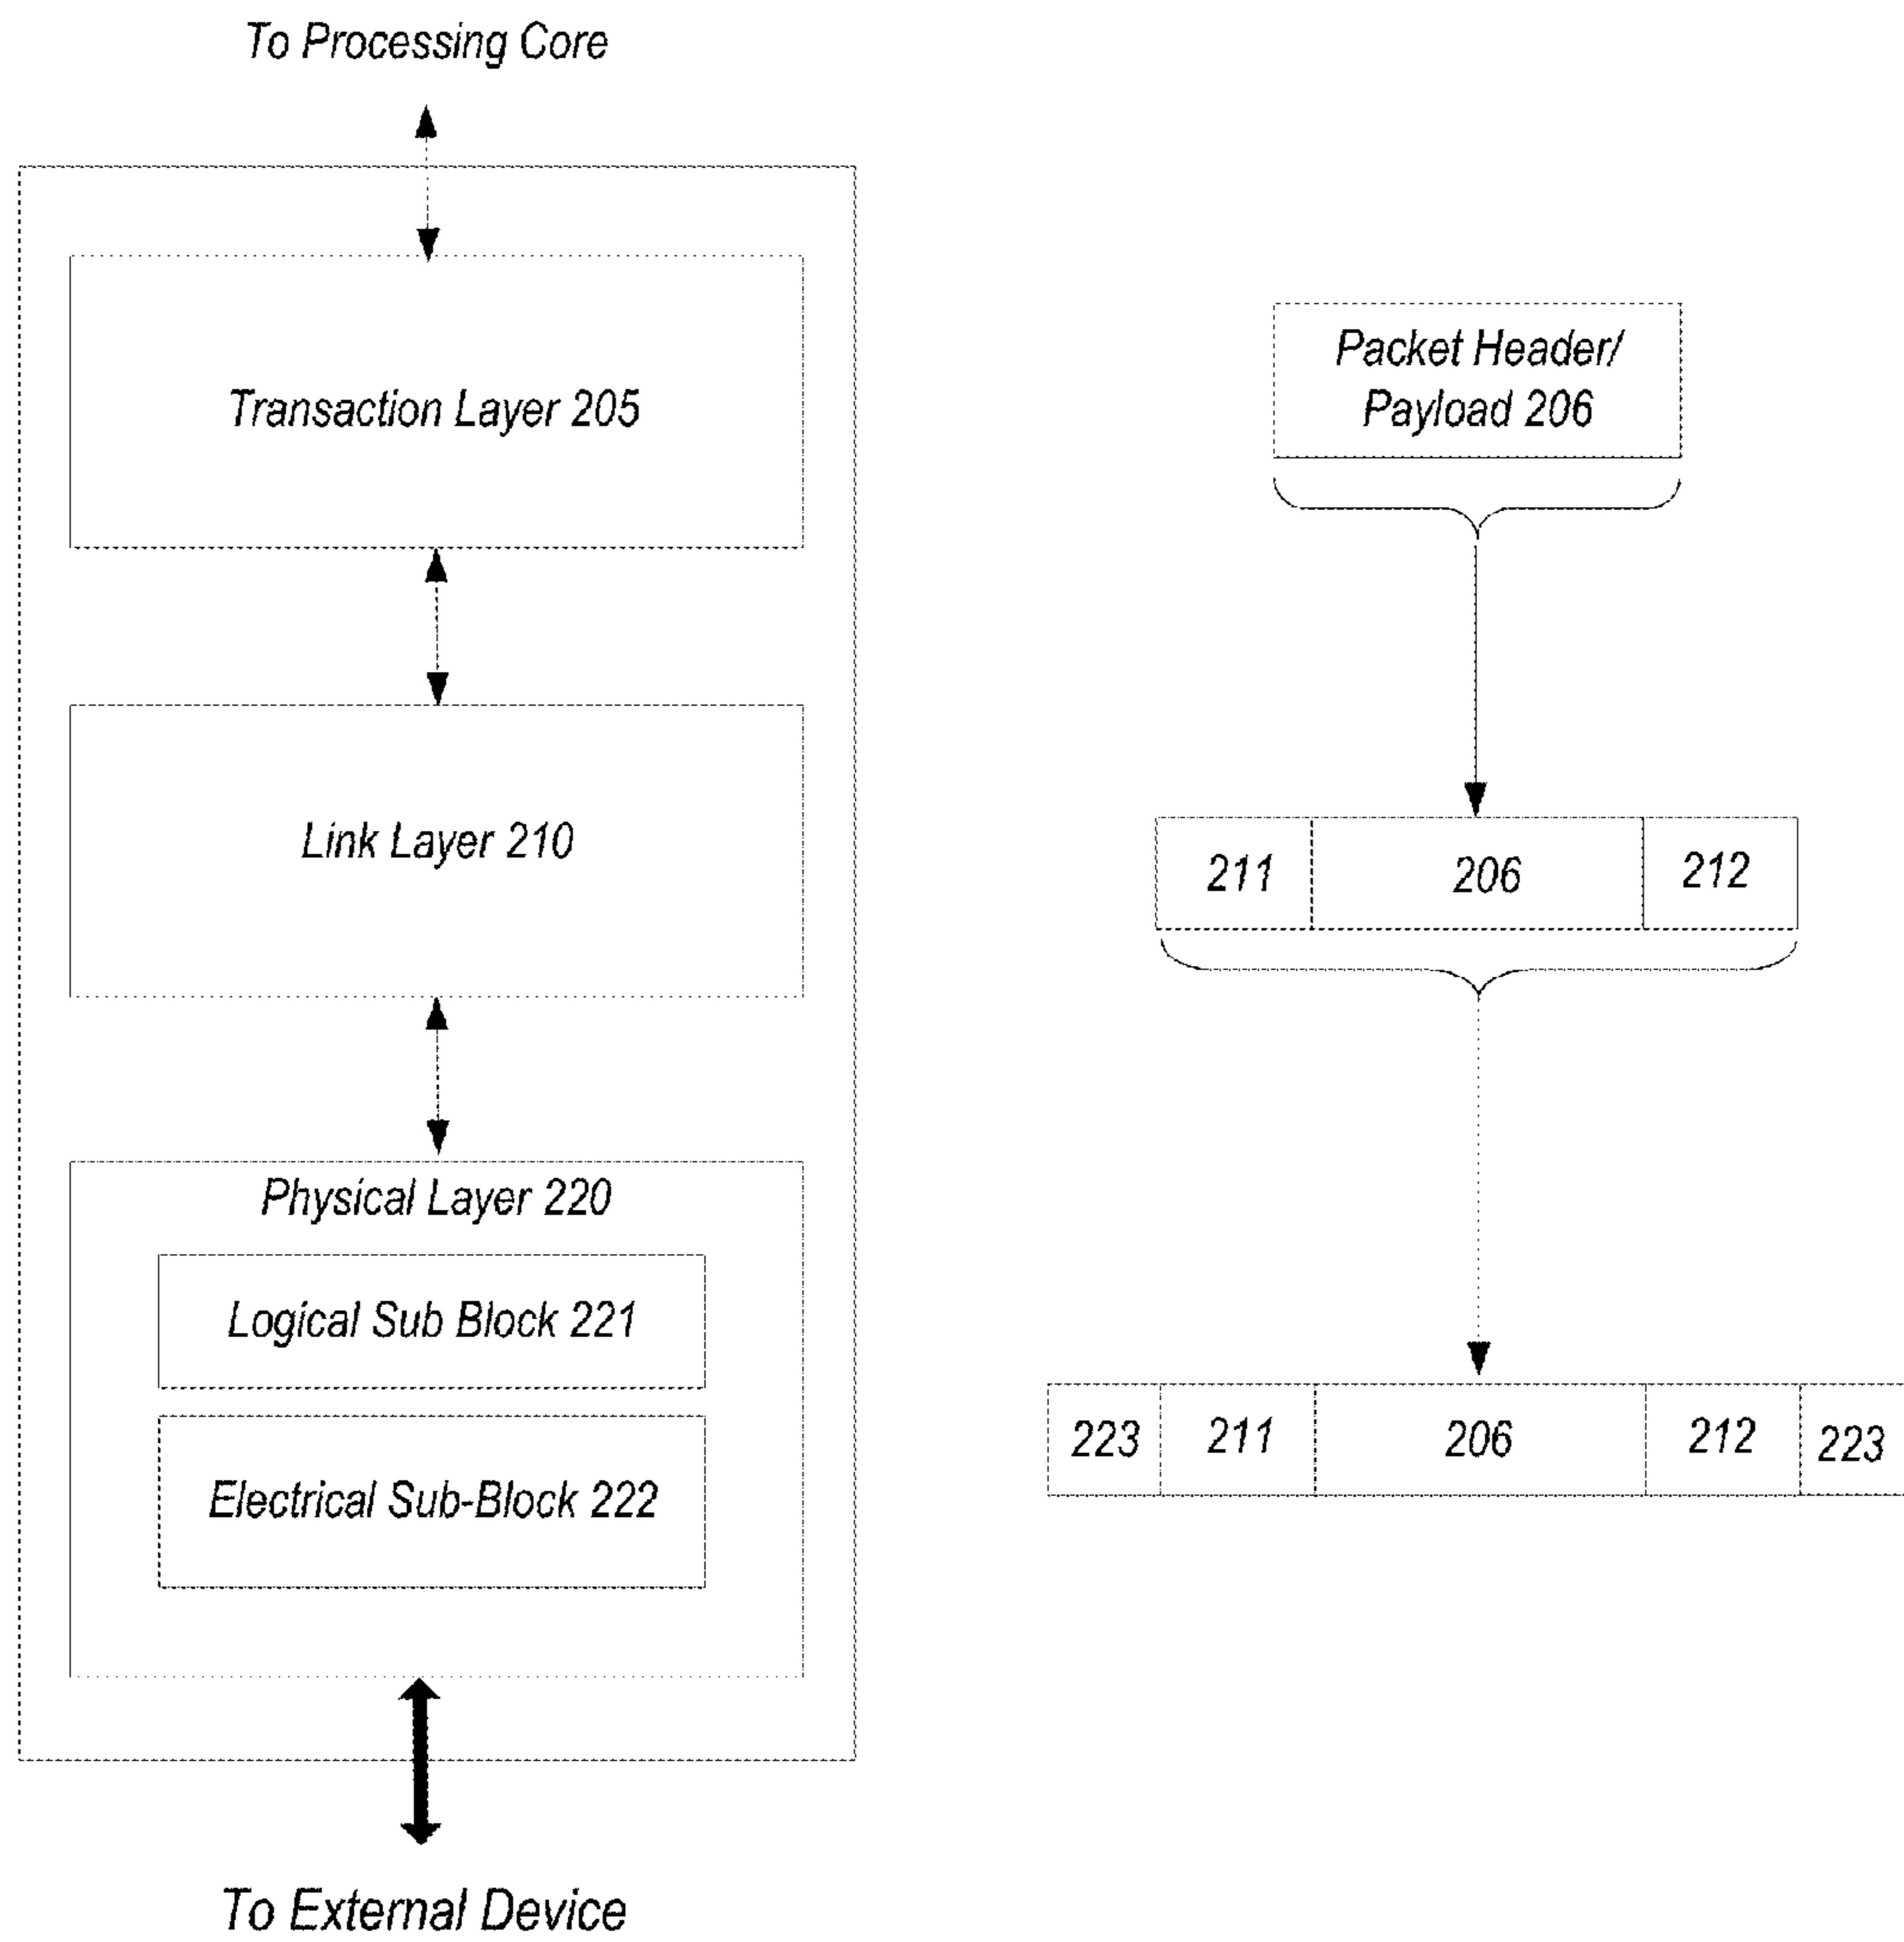 To Processing Core
Transaction Layer 205
Packet Header/
Payload 206
Link Layer 210
211 206 212
Physical Layer 220
Logical Sub Block 221
Electrical Sub-Block 222
223 211 206 212 223
To External Device